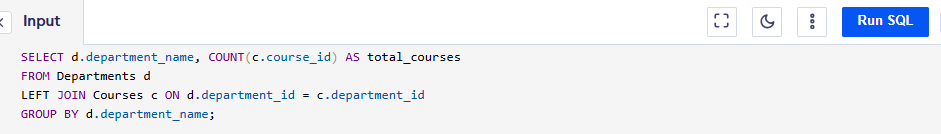 Input
Run SQL
SELECT d.department_name, COUNT(c.course_id) AS total_courses
FROM Departments d
LEFT JOIN Courses c ON d.department_id = c.department_id
GROUP BY d.department_name;